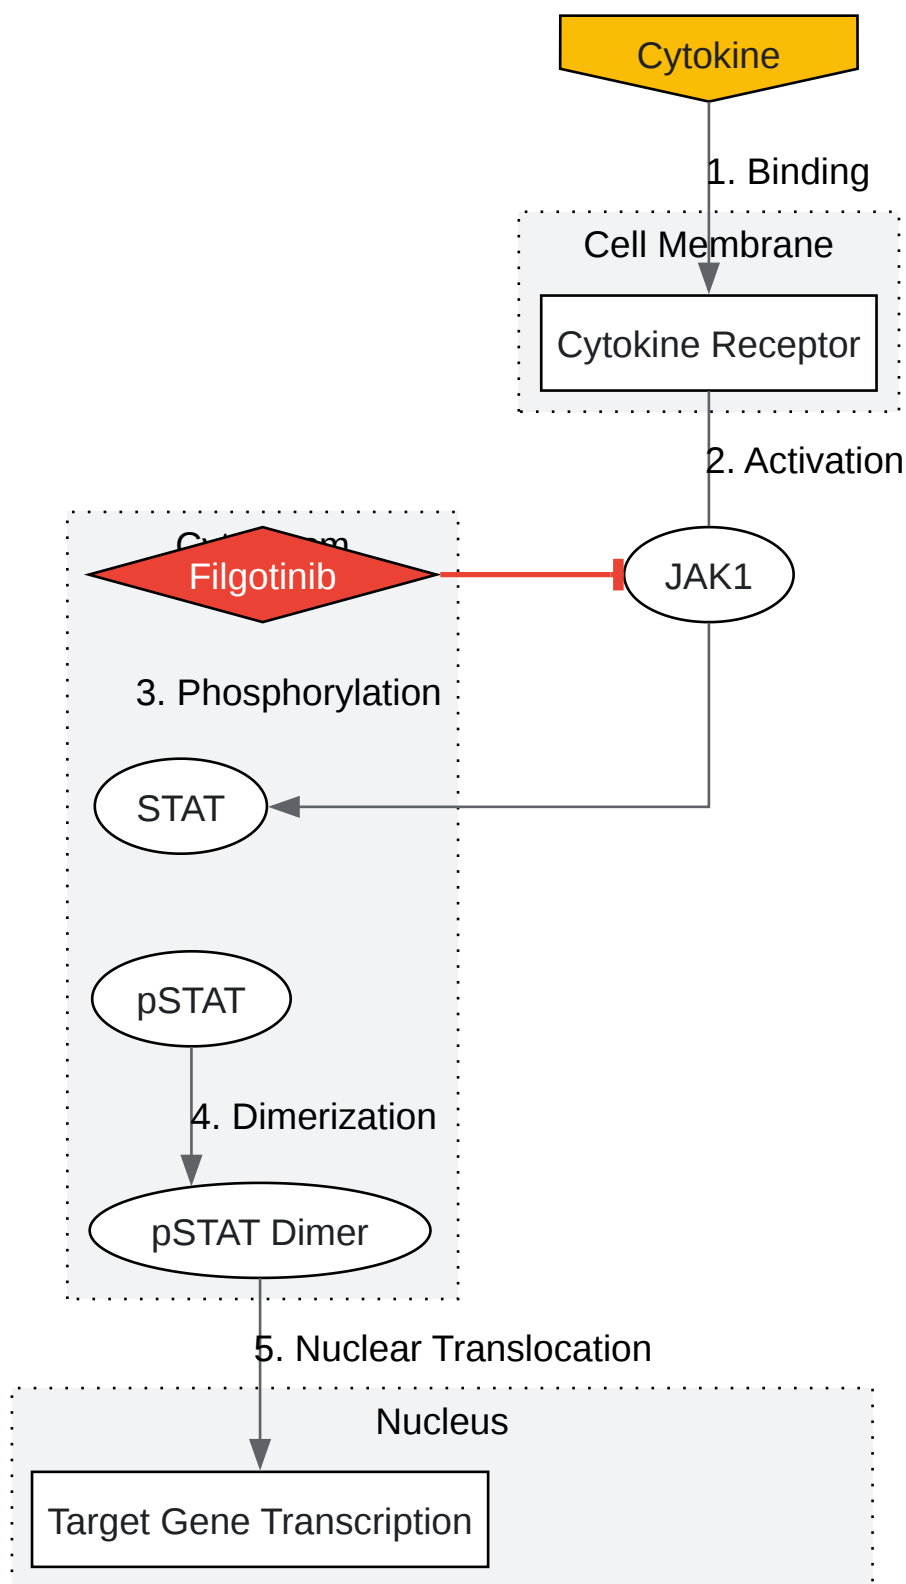 Cytokine
1. Binding
Cell Membrane
Cytokine Receptor
2. Activation
Filgotinib
JAK1
3. Phosphorylation
STAT
pSTAT
4. Dimerization
pSTAT Dimer
5. Nuclear Translocation
Nucleus
Target Gene Transcription